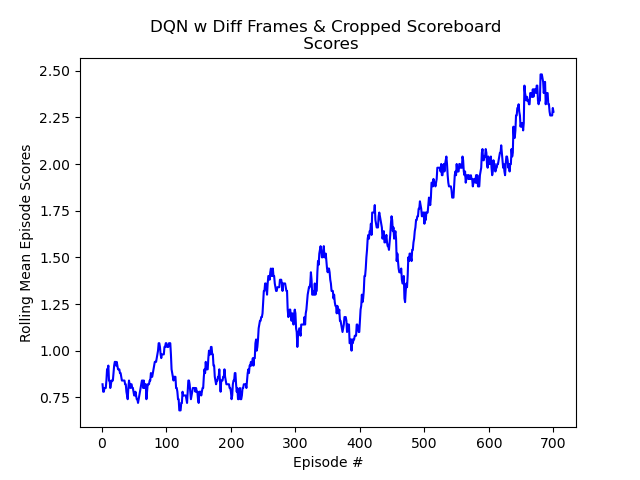 DQN w Diff Frames & Cropped Scoreboard
Scores
Rolling Mean Episode Scores
2.50
2.25
2.00
1.75
1.50
1.25
1.00
0.75
0 100 200 300 400 500 600 700
Episode #